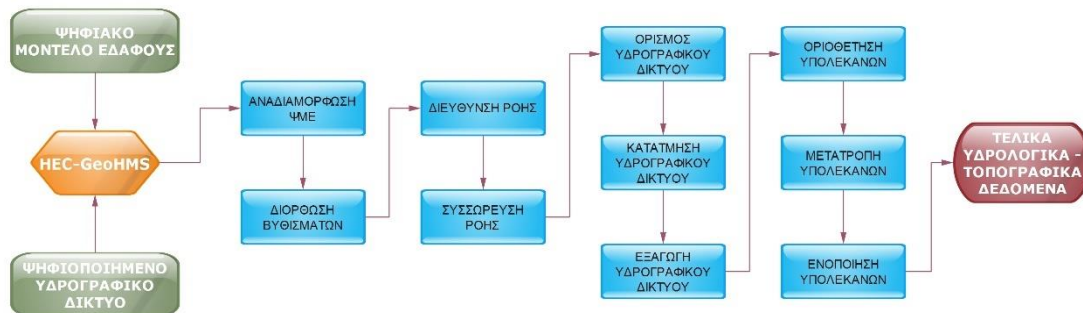 ΨΗΦΙΑΚΟ
ΜΟΝΤΕΛΟ ΕΔΑΦΟΥΣ
HEC-GeoHMS
ΨΗΦΙΟΠΟΙΗΜΕΝΟ
ΥΔΡΟΓΡΑΦΙΚΟ
ΔΙΚΤΥΟ
ΑΝΑΔΙΑΜΟΡΦΩΣΗ
ΨΜΕ
ΔΙΟΡΘΩΣΗ
ΒΥΘΙΣΜΑΤΩΝ
ΔΙΕΥΘΥΝΣΗ ΡΟΗΣ
ΣΥΣΣΩΡΕΥΣΗ
ΡΟΗΣ
ΟΡΙΣΜΟΣ
ΥΔΡΟΓΡΑΦΙΚΟΥ
ΔΙΚΤΥΟΥ
ΚΑΤΑΤΜΗΣΗ
ΥΔΡΟΓΡΑΦΙΚΟΥ
ΔΙΚΤΥΟΥ
ΕΞΑΓΩΓΗ
ΥΔΡΟΓΡΑΦΙΚΟΥ
ΔΙΚΤΥΟΥ
ΟΡΙΟΘΕΤΗΣΗ
ΥΠΟΛΕΚΑΝΩΝ
ΜΕΤΑΤΡΟΠΗ
ΥΠΟΛΕΚΑΝΩΝ
ΕΝΟΠΟΙΗΣΗ
ΥΠΟΛΕΚΑΝΩΝ
ΤΕΛΙΚΑ
ΥΔΡΟΛΟΓΙΚΑ -
ΤΟΠΟΓΡΑΦΙΚΑ
ΔΕΔΟΜΕΝΑ